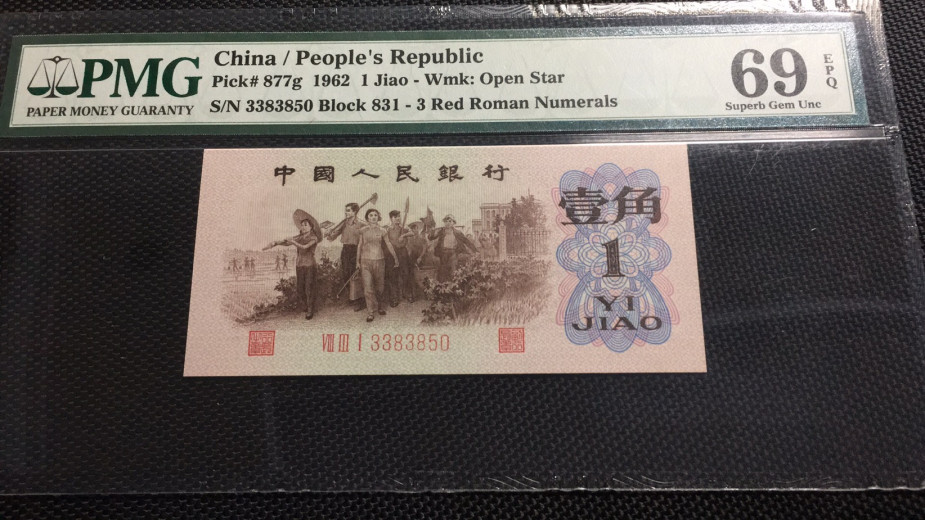 PMG
PAPER MONEY GUARANTY
China / People's Republic
Pick# 877g 1962 1 Jiao - Wmk: Open Star
S/N 3383850 Block 831 - 3 Red Roman Numerals
69 EPQ
Superb Gem Unc
中國人民銀行
壹角
1
YI
JIAO
VIII III I 3383850